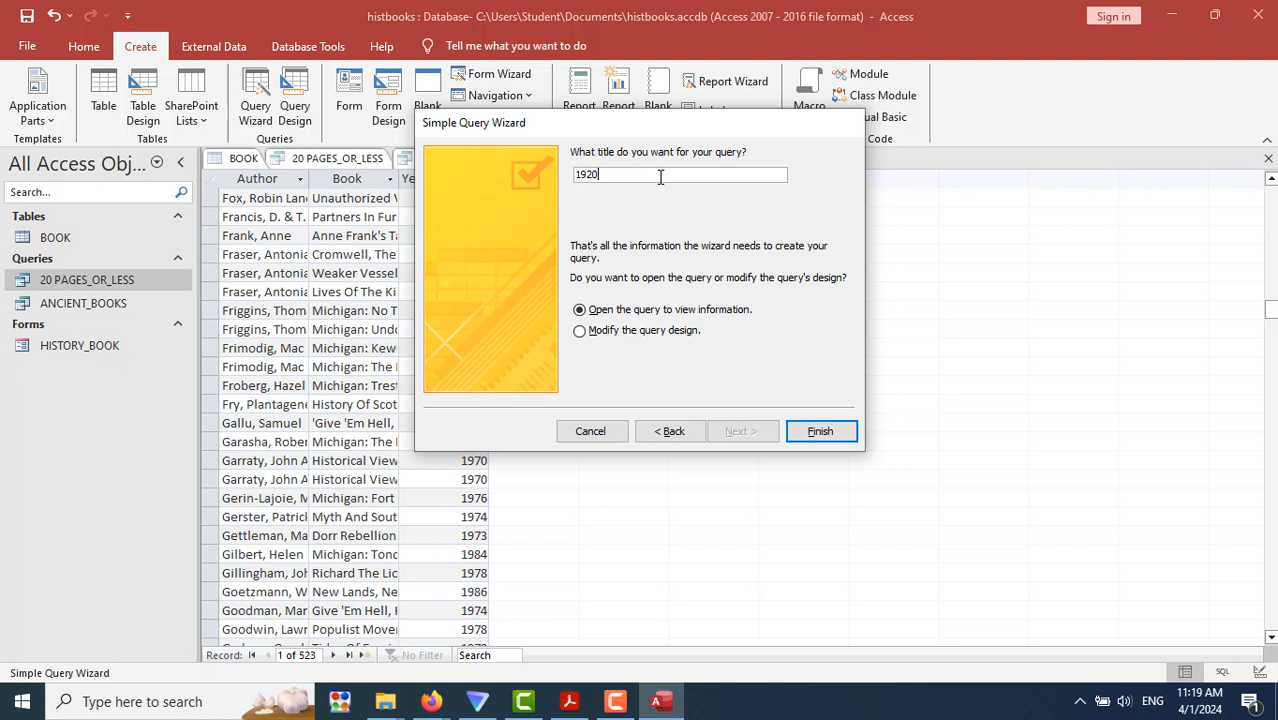 histbooks : Database- C:\Users\Student\Documents\histbooks.accdb (Access 2007 - 2016 file format) - Access
Sign in
File Home Create External Data Database Tools Help Tell me what you want to do
Application Parts
Table
Table Design
SharePoint Lists
Query Wizard
Query Design
Form
Form Design
Blank
Form Wizard
Navigation
Report
Report
Blank
Report Wizard
Macro
Module
Class Module
ual Basic
Templates
Tables
Queries
Code
Simple Query Wizard
What title do you want for your query?
1920
That's all the information the wizard needs to create your
query.
Do you want to open the query or modify the query's design?
Open the query to view information.
Modify the query design.
Cancel
< Back
Next >
Finish
All Access Obj...
Search...
Tables
BOOK
Queries
20 PAGES_OR_LESS
ANCIENT_BOOKS
Forms
HISTORY_BOOK
BOOK 20 PAGES_OR_LESS
Author Book Ye
Fox, Robin Lan Unauthorized V
Francis, D. & T. Partners In Fur
Frank, Anne Anne Frank's Ta
Fraser, Antonia Cromwell, The
Fraser, Antonia Weaker Vessel
Fraser, Antonia Lives Of The Ki
Friggins, Thom Michigan: No T
Friggins, Thom Michigan: Undo
Frimodig, Mac Michigan: Kew
Frimodig, Mac Michigan: The
Froberg, Hazel Michigan: Trest
Fry, Plantagene History Of Scot
Gallu, Samuel 'Give 'Em Hell,
Garasha, Rober Michigan: The
Garraty, John A Historical View 1970
Garraty, John A Historical View 1970
Gerin-Lajoie, M Michigan: Fort 1976
Gerster, Patrick Myth And Sout 1974
Gettleman, Ma Dorr Rebellion 1973
Gilbert, Helen Michigan: Tond 1984
Gillingham, Joh Richard The Lio 1978
Goetzmann, W New Lands, Ne 1986
Goodman, Mar Give 'Em Hell, H 1974
Goodwin, Lawr Populist Movem 1978
Record: 1 of 523 No Filter Search
Simple Query Wizard
SQL
Type here to search
ENG
11:19 AM
4/1/2024
1